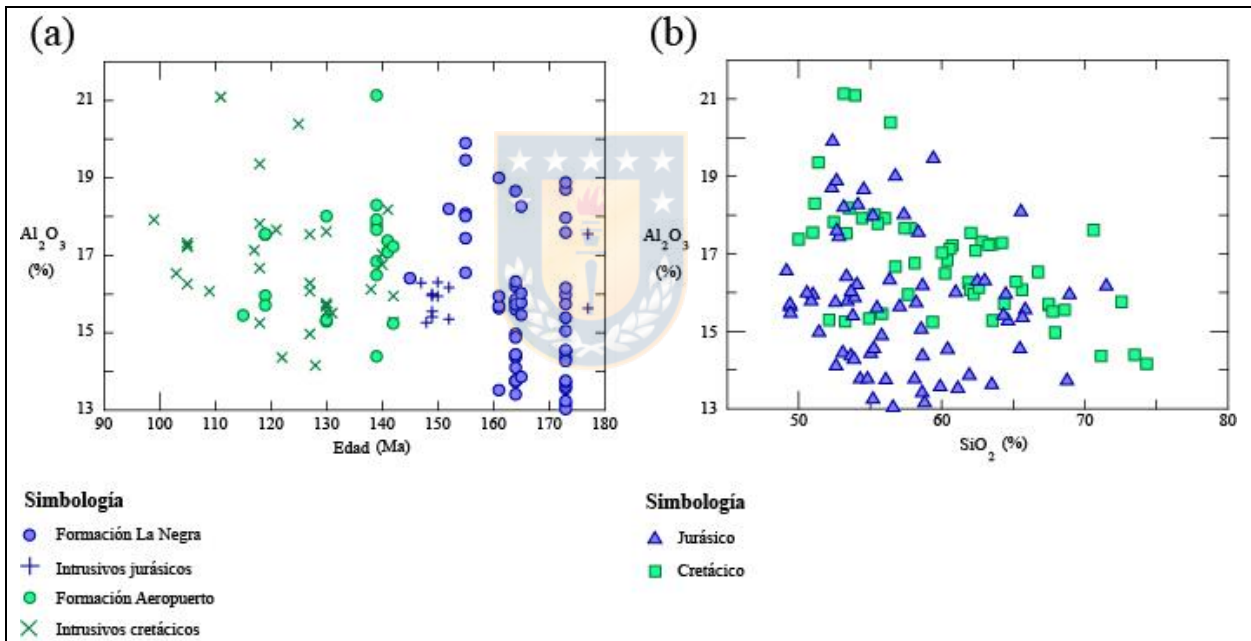 (a)
(b)
Al2O3
(%)
21
19
17
15
13
90 100 110 120 130 140 150 160 170 180
Edad (Ma)
Al2O3
(%)
21
19
17
15
13
50 60 70 80
SiO2 (%)
Simbología
Formación La Negra
Intrusivos jurásicos
Formación Aeropuerto
Intrusivos cretácicos
Simbología
Jurásico
Cretácico